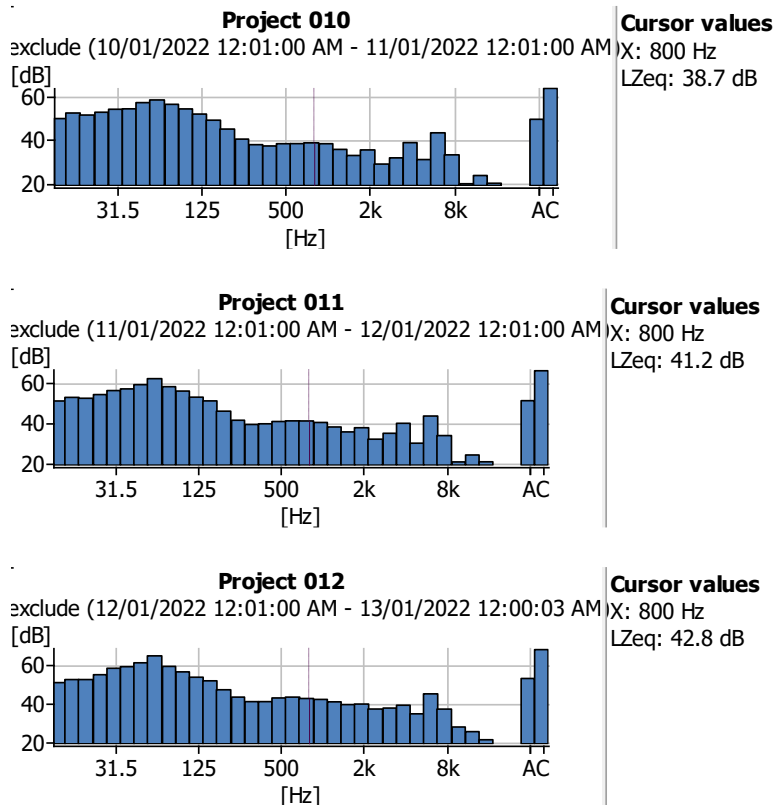 Project 010
exclude (10/01/2022 12:01:00 AM - 11/01/2022 12:01:00 AM)
[dB]
60
40
20
31.5 125 500 2k 8k AC
[Hz]
Cursor values
X: 800 Hz
LZeq: 38.7 dB
Project 011
exclude (11/01/2022 12:01:00 AM - 12/01/2022 12:01:00 AM)
[dB]
60
40
20
31.5 125 500 2k 8k AC
[Hz]
Cursor values
X: 800 Hz
LZeq: 41.2 dB
Project 012
exclude (12/01/2022 12:01:00 AM - 13/01/2022 12:00:03 AM)
[dB]
60
40
20
31.5 125 500 2k 8k AC
[Hz]
Cursor values
X: 800 Hz
LZeq: 42.8 dB